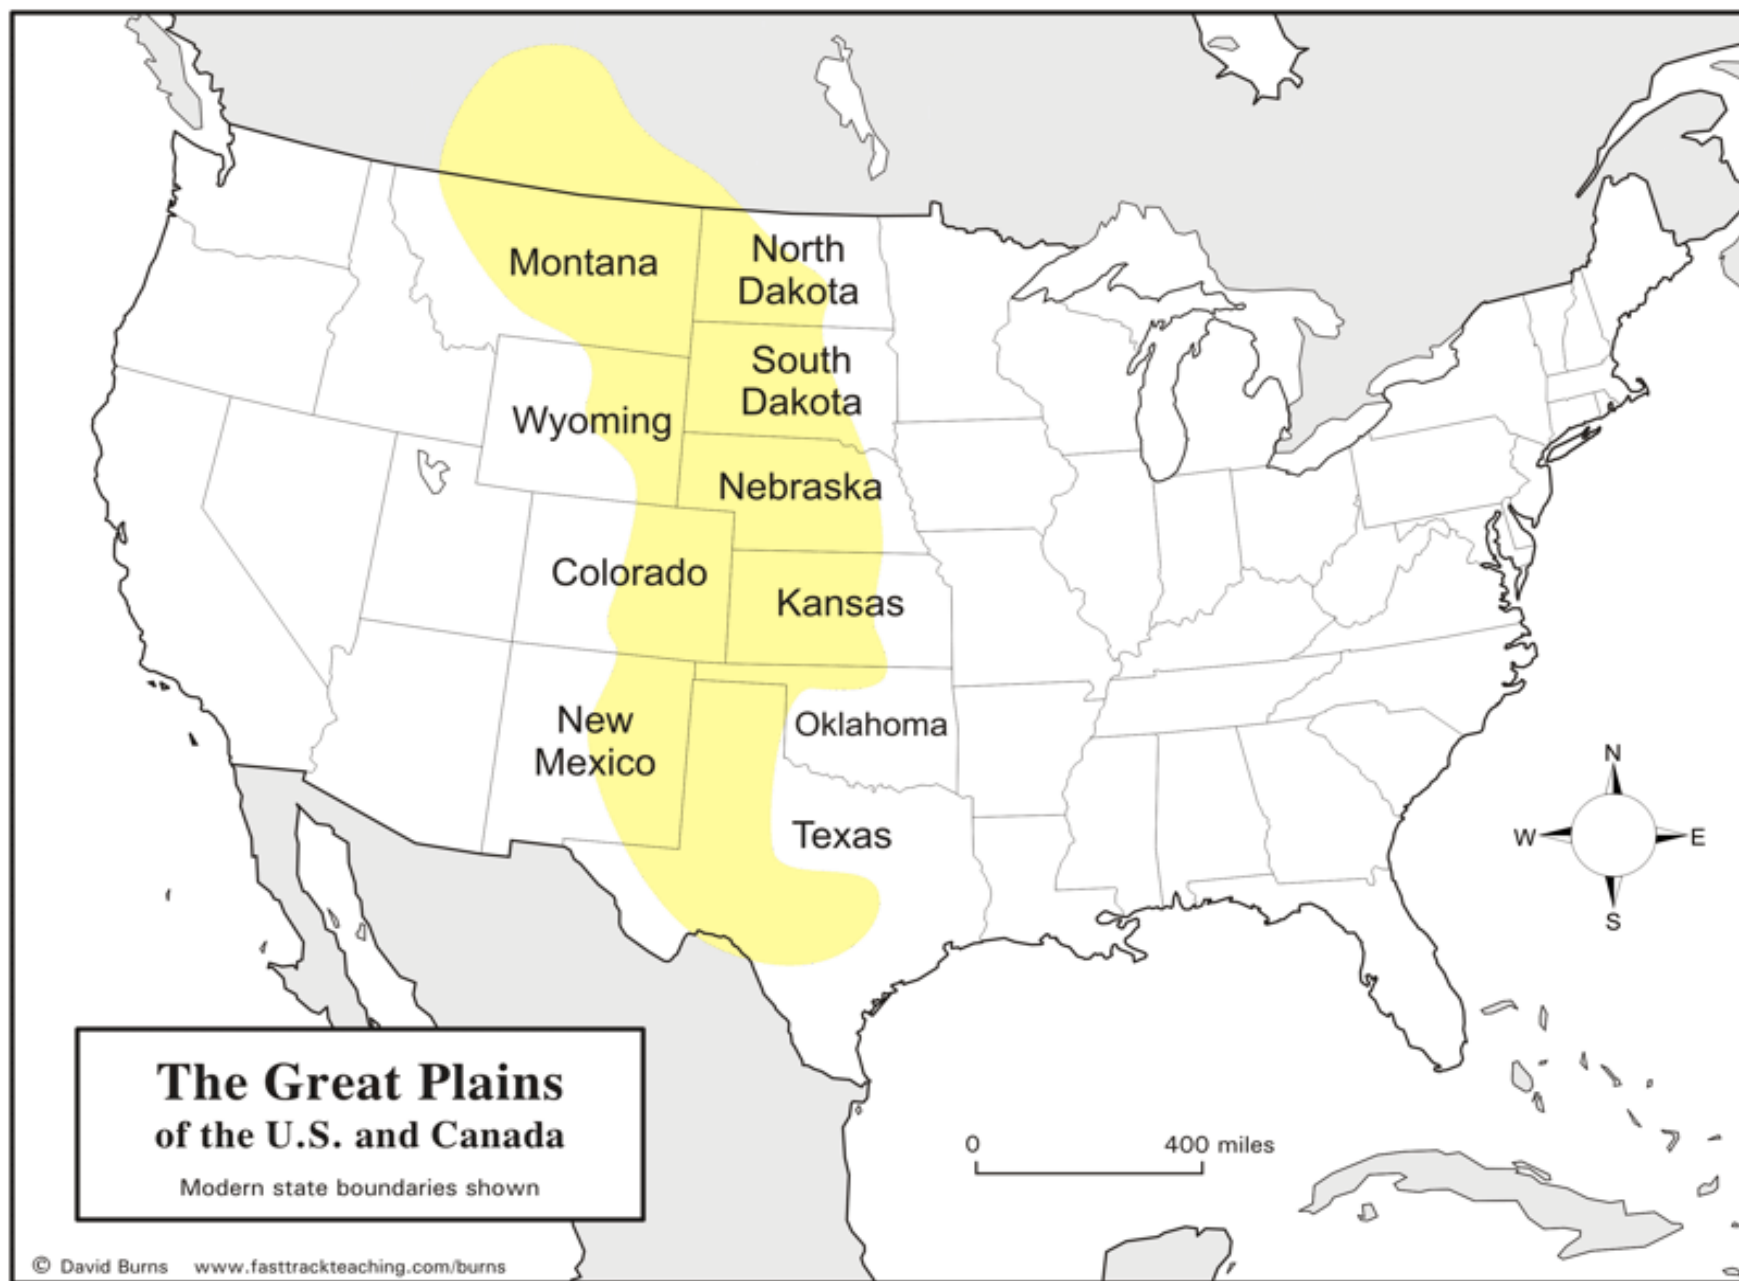 Montana
North
Dakota
South
Dakota
Wyoming
Nebraska
Colorado
Kansas
New
Mexico
Oklahoma
Texas
N
W
E
S
The Great Plains
of the U.S. and Canada
Modern state boundaries shown
0 400 miles
© David Burns www.fasttrackteaching.com/burns